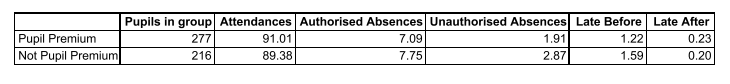 Pupils in group Attendances Authorised Absences Unauthorised Absences Late Before Late After
Pupil Premium 277 91.01 7.09 1.91 1.22 0.23
Not Pupil Premium 216 89.38 7.75 2.87 1.59 0.20